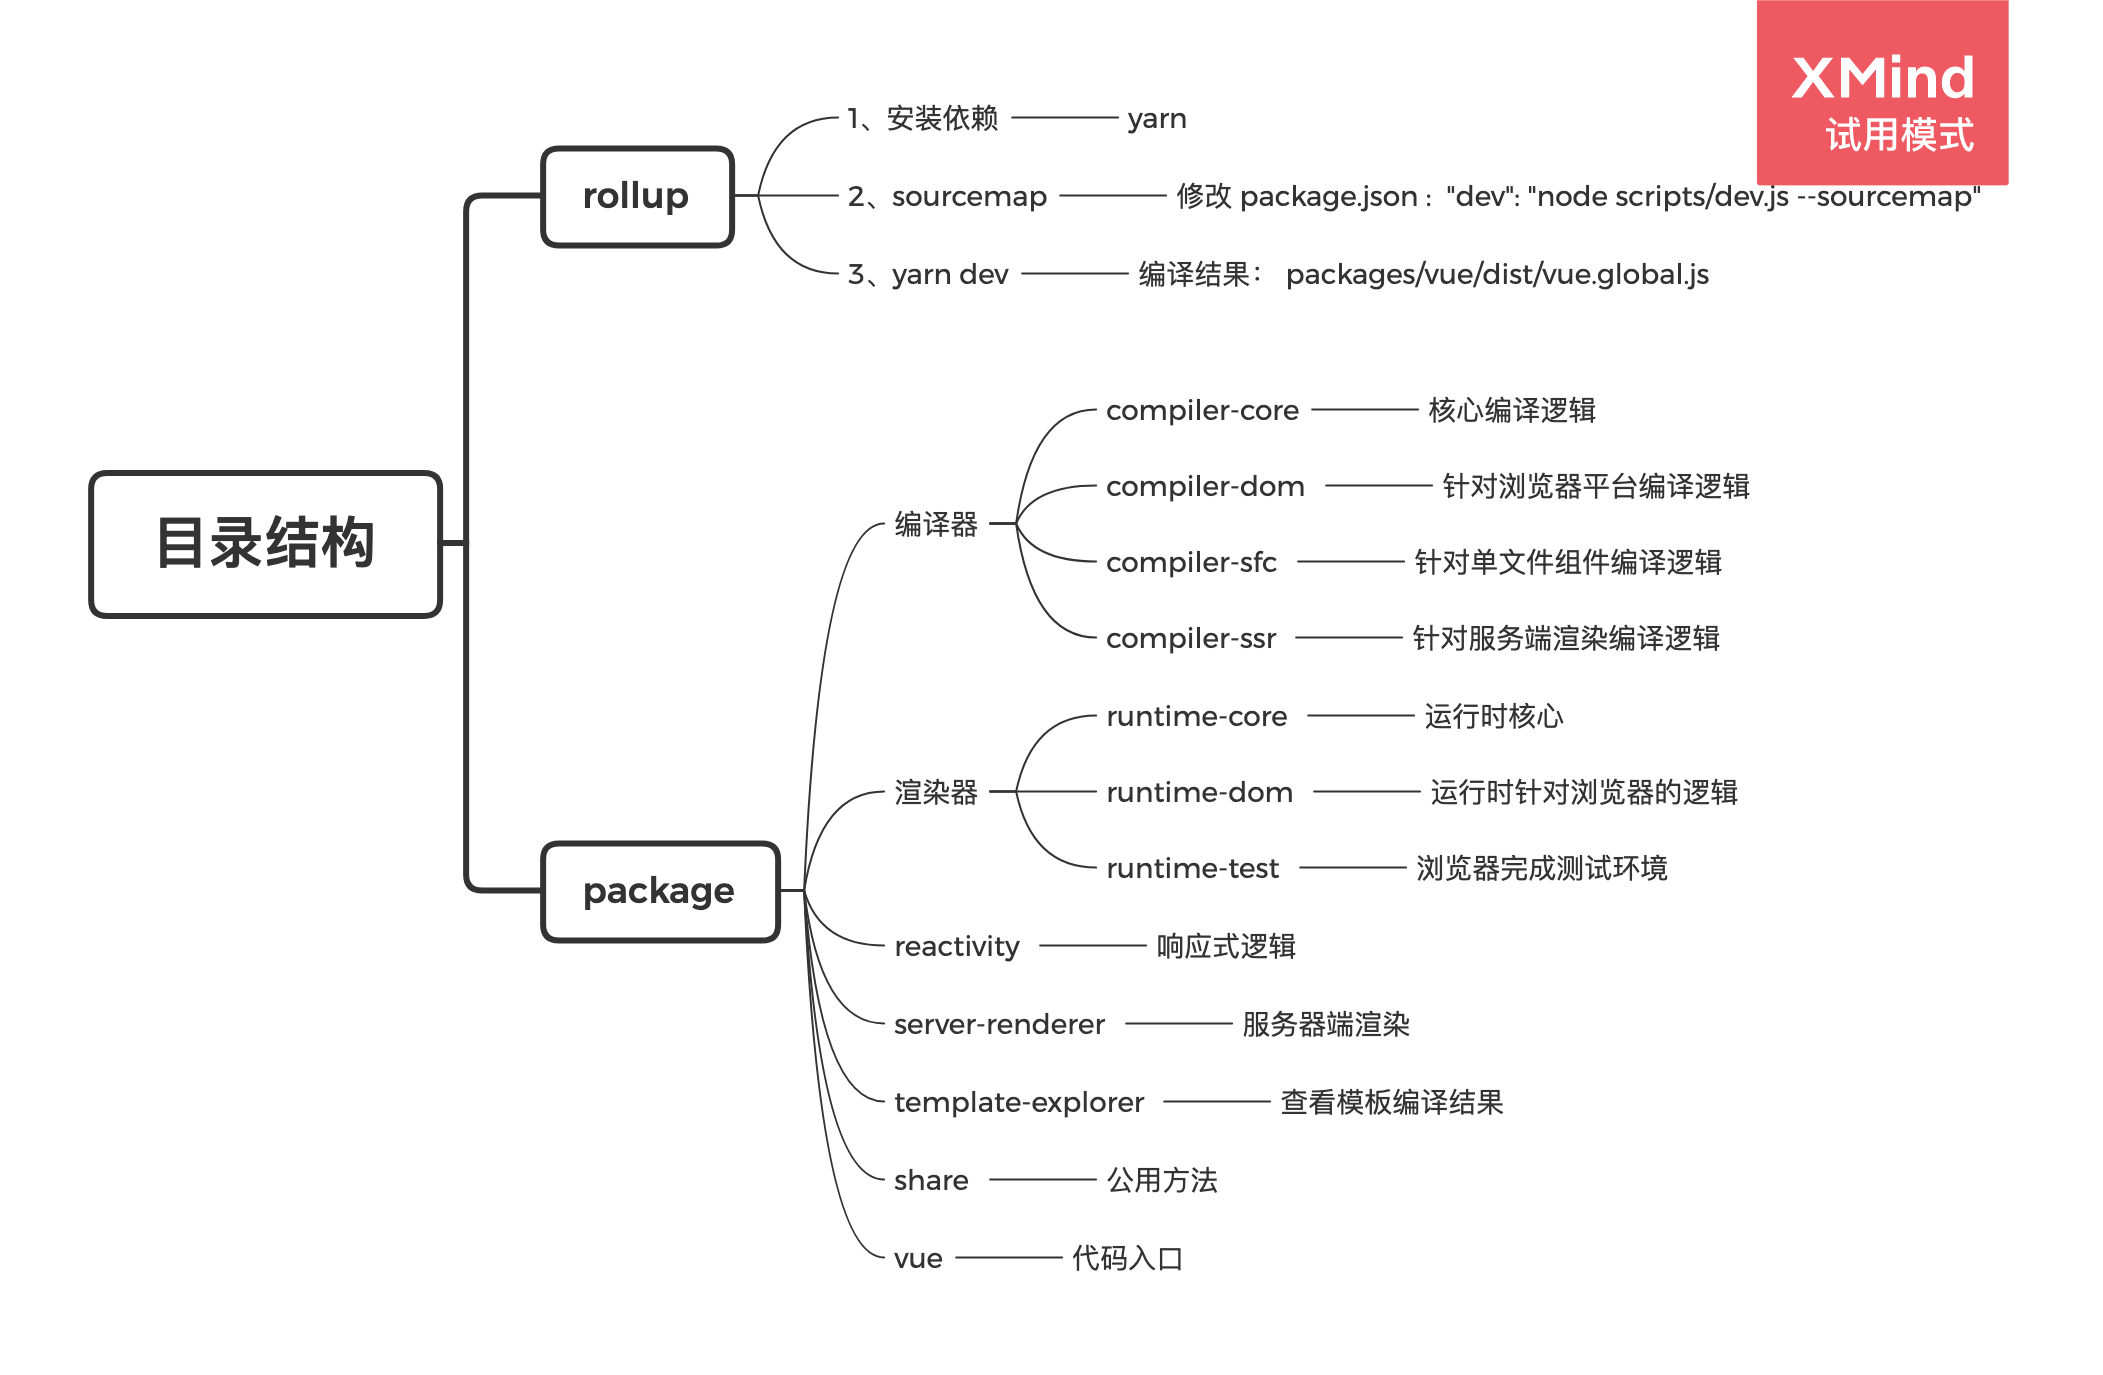 XMind
试用模式
目录结构
rollup
1、安装依赖
yarn
2、sourcemap
修改 package.json : "dev": "node scripts/dev.js --sourcemap"
3、yarn dev
编译结果： packages/vue/dist/vue.global.js
package
编译器
compiler-core
核心编译逻辑
compiler-dom
针对浏览器平台编译逻辑
compiler-sfc
针对单文件组件编译逻辑
compiler-ssr
针对服务端渲染编译逻辑
渲染器
runtime-core
运行时核心
runtime-dom
运行时针对浏览器的逻辑
runtime-test
浏览器完成测试环境
reactivity
响应式逻辑
server-renderer
服务器端渲染
template-explorer
查看模板编译结果
share
公用方法
vue
代码入口